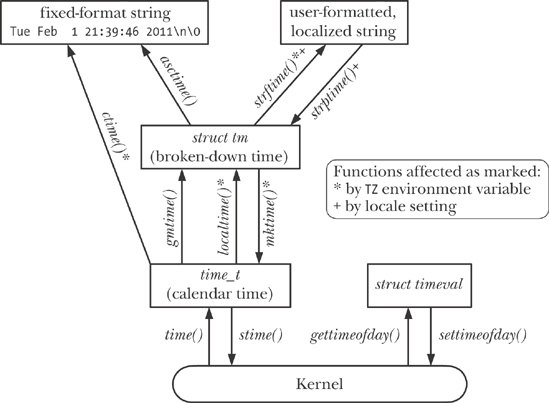 fixed-format string
Tue Feb  1 21:39:46 2011\n\0
user-formatted,
localized string
asctime()
strftime()*+
strptime()+
ctime()*
struct tm
(broken-down time)
Functions affected as marked:
* by TZ environment variable
+ by locale setting
gmtime()
localtime()*
mktime()*
time_t
(calendar time)
struct timeval
time()
stime()
gettimeofday()
settimeofday()
Kernel